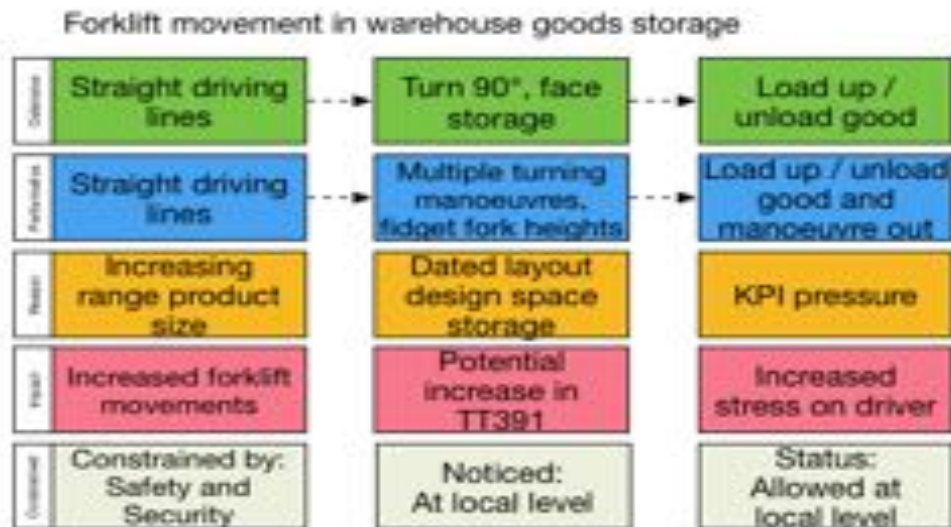 Forklift movement in warehouse goods storage
Straight driving
lines
Turn 90°, face
storage
Load up /
unload good
Straight driving
lines
Multiple turning
manoeuvres,
fidget fork heights
Load up / unload
good and
manoeuvre out
Reason
Increasing
range product
size
Dated layout
design space
storage
KPI pressure
Increased forklift
movements
Potential
increase in
TT391
Increased
stress on driver
Constrained by:
Safety and
Security
Noticed:
At local level
Status:
Allowed at
local level